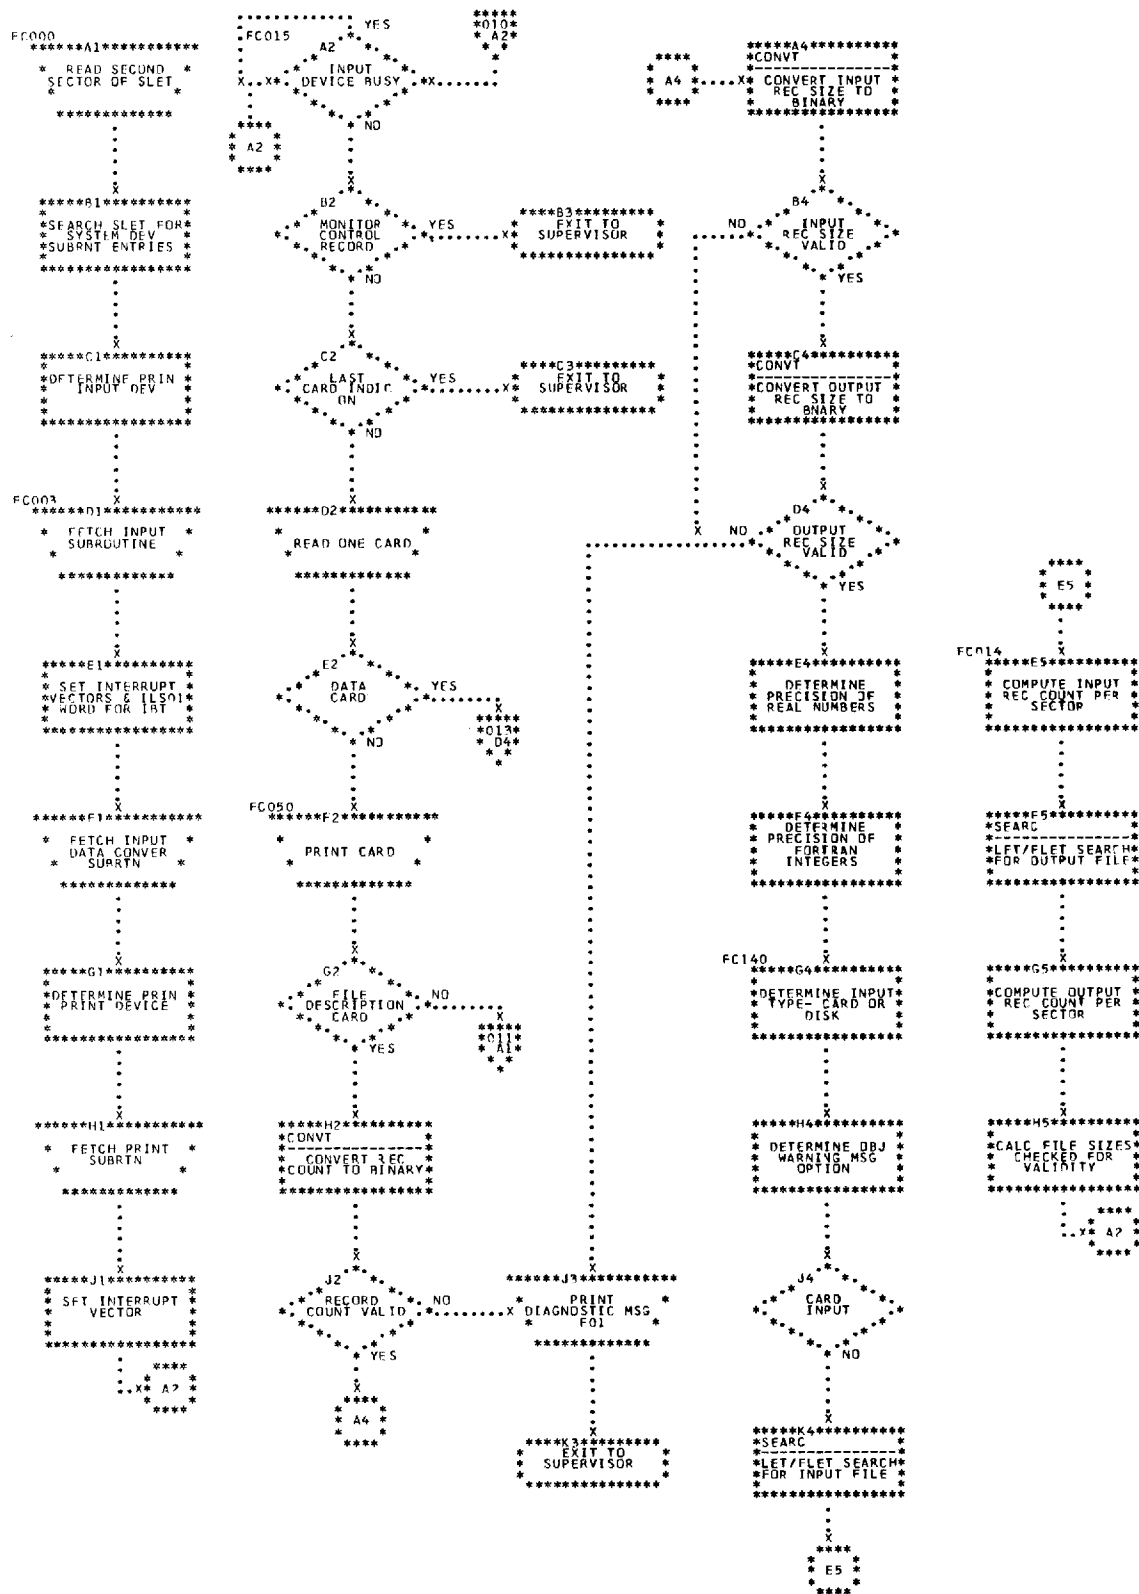 FC000
A1
READ SECOND
SECTOR OF SLET
B1
SEARCH SLET FOR
SYSTEM DEV
SUBRNT ENTRIES
C1
DETERMINE PRIN
INPUT DEV
FC003
D1
FETCH INPUT
SUBROUTINE
E1
SET INTERRUPT
VECTORS & ILS01
WORD FOR IBT
F1
FETCH INPUT
DATA CONVER
SUBRTN
G1
DETERMINE PRIN
PRINT DEVICE
H1
FETCH PRINT
SUBRTN
J1
SET INTERRUPT
VECTOR
A2
FC015
YES
A2
INPUT
DEVICE BUSY
NO
A2
010
A2
B2
MONITOR
CONTROL
RECORD
YES
NO
B3
EXIT TO
SUPERVISOR
C2
LAST
CARD INDIC
ON
YES
NO
C3
EXIT TO
SUPERVISOR
D2
READ ONE CARD
E2
DATA
CARD
YES
NO
013
D4
FC050
F2
PRINT CARD
G2
FILE
DESCRIPTION
CARD
NO
YES
011
A1
H2
CONVT
CONVERT REC
COUNT TO BINARY
J2
RECORD
COUNT VALID
NO
YES
A4
J3
PRINT
DIAGNOSTIC MSG
F01
K3
EXIT TO
SUPERVISOR
A4
A4
CONVT
CONVERT INPUT
REC SIZE TO
BINARY
B4
INPUT
REC SIZE
VALID
NO
YES
C4
CONVT
CONVERT OUTPUT
REC SIZE TO
BNARY
D4
OUTPUT
REC SIZE
VALID
NO
YES
E4
DETERMINE
PRECISION OF
REAL NUMBERS
F4
DETERMINE
PRECISION OF
FORTRAN
INTEGERS
FC140
G4
DETERMINE INPUT
TYPE- CARD OR
DISK
H4
DETERMINE OBJ
WARNING MSG
OPTION
J4
CARD
INPUT
NO
K4
SEARC
LET/FLET SEARCH
FOR INPUT FILE
E5
E5
FC014
E5
COMPUTE INPUT
REC COUNT PER
SECTOR
F5
SEARC
LET/FLET SEARCH
FOR OUTPUT FILE
G5
COMPUTE OUTPUT
REC COUNT PER
SECTOR
H5
CALC FILE SIZES
CHECKED FOR
VALIDITY
A2